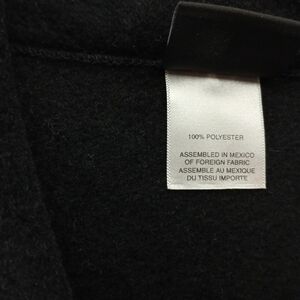 100% POLYESTER
ASSEMBLED IN MEXICO
OF FOREIGN FABRIC
ASSEMBLE AU MEXIQUE
DU TISSU IMPORTE